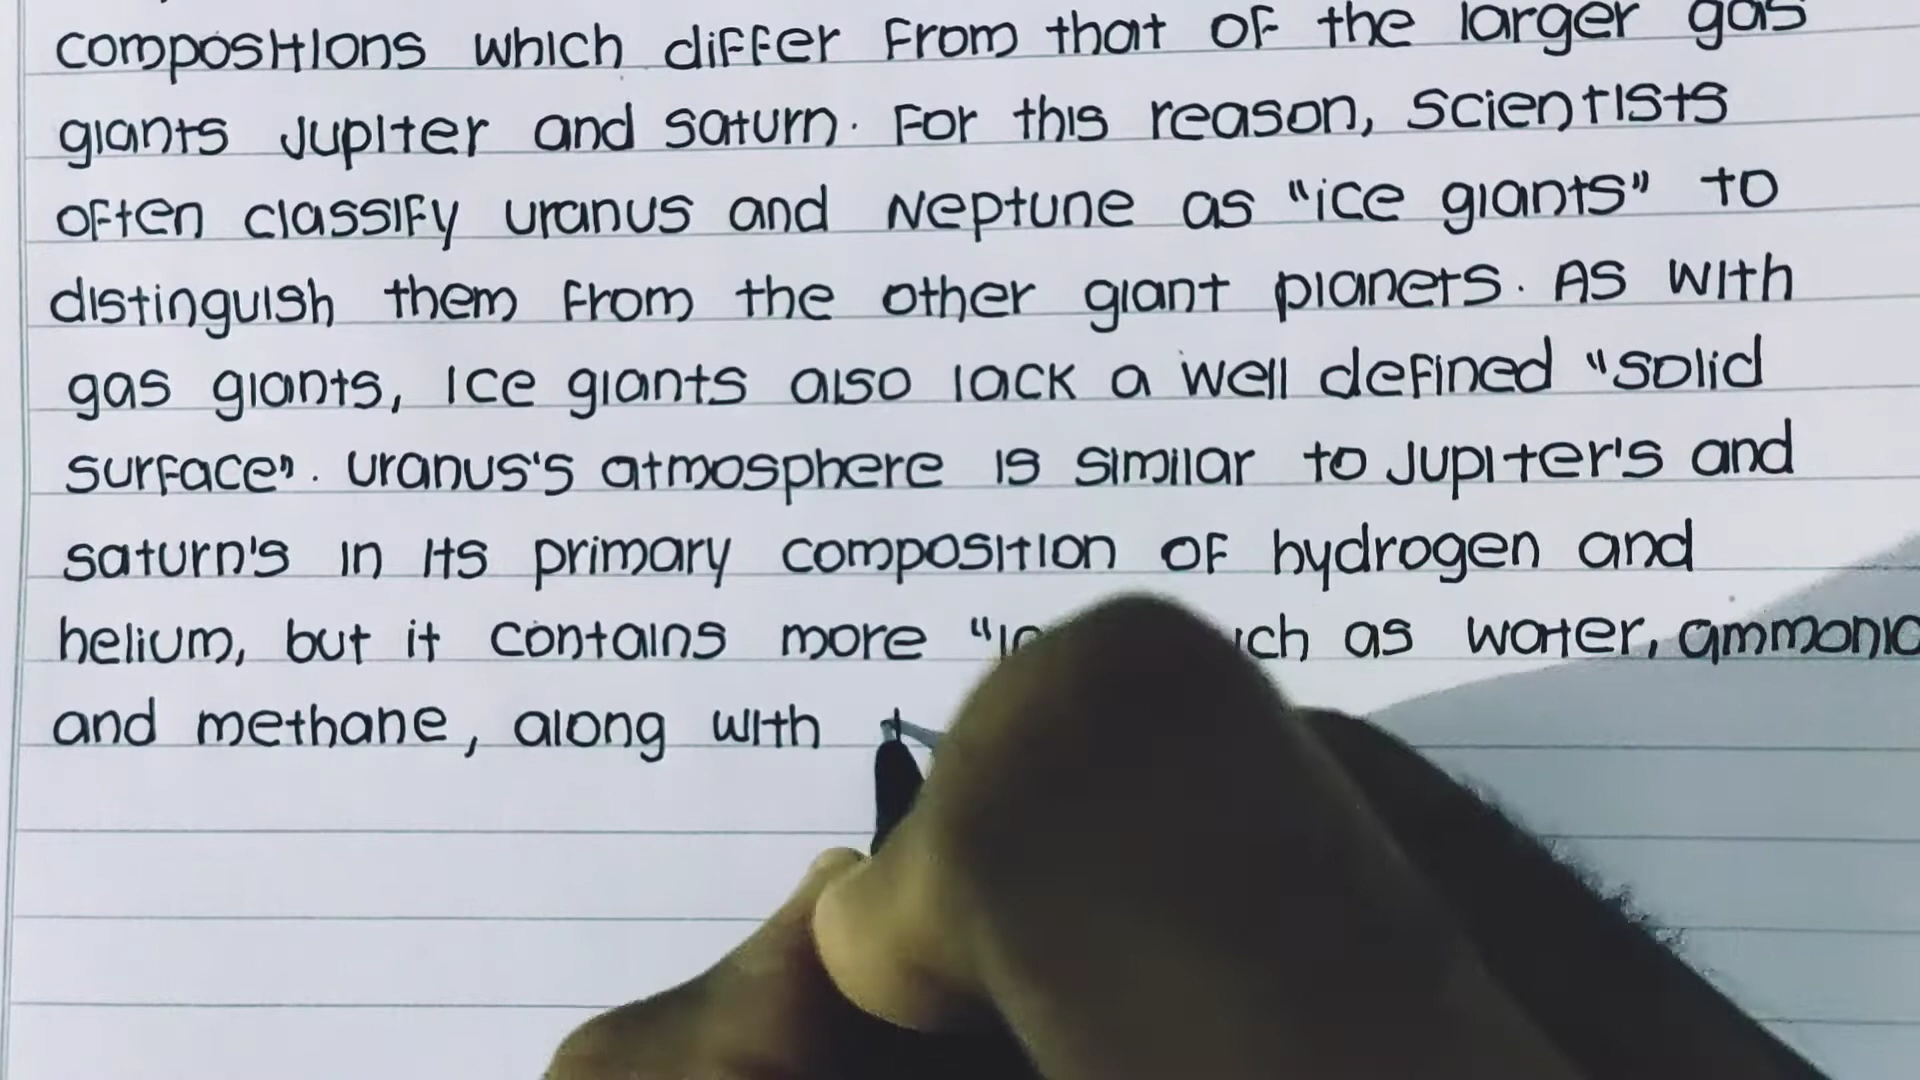 compositions which differ from that of the larger gas
giants Jupiter and saturn. For this reason, scientists
often classify uranus and Neptune as "ice giants" to
distinguish them from the other giant planets. As with
gas giants, Ice giants also lack a well defined "solid
surface". uranus's atmosphere is similar to Jupiter's and
saturn's in its primary composition of hydrogen and
helium, but it contains more as water, ammonia
and methane, along with